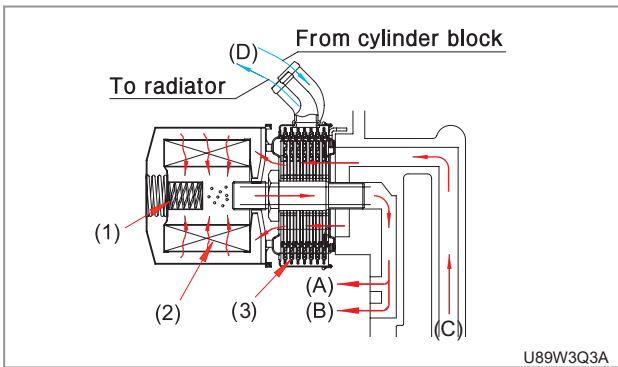 From cylinder block
(D)
To radiator
(1)
(2)
(3)
(A)
(B)
(C)
U89W3Q3A